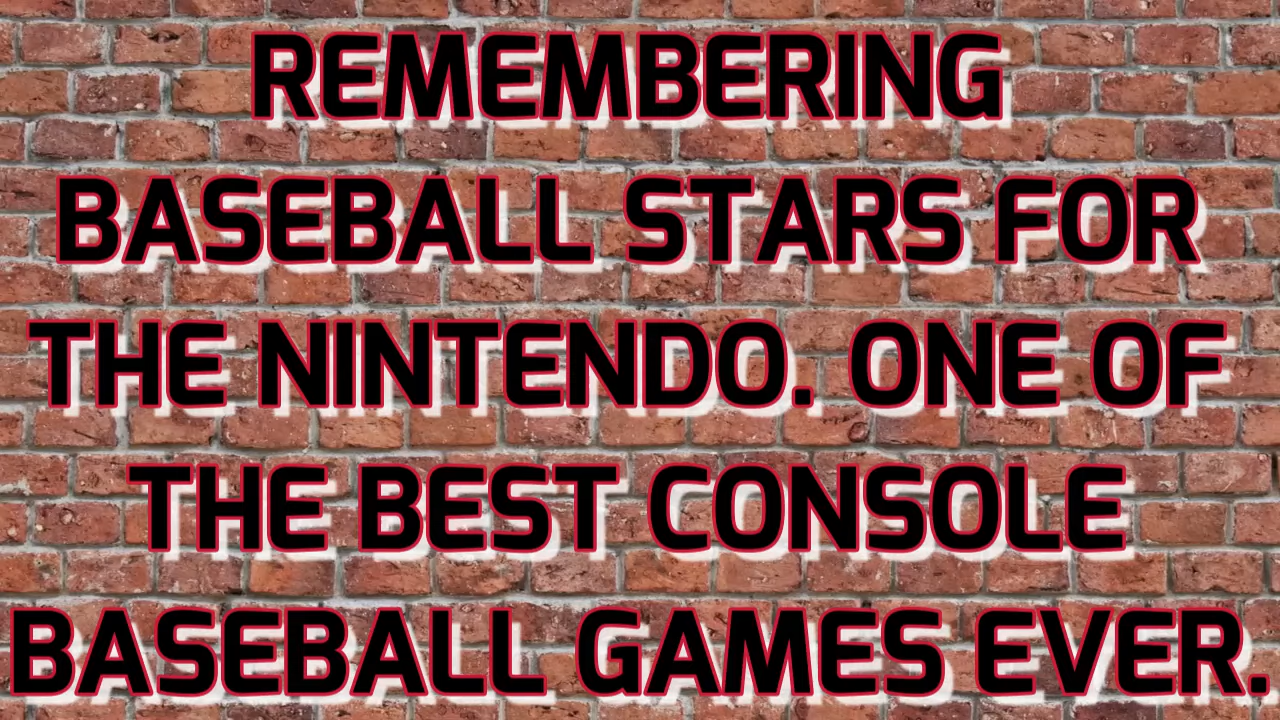 REMEMBERING
BASEBALL STARS FOR
THE NINTENDO. ONE OF
THE BEST CONSOLE
BASEBALL GAMES EVER.